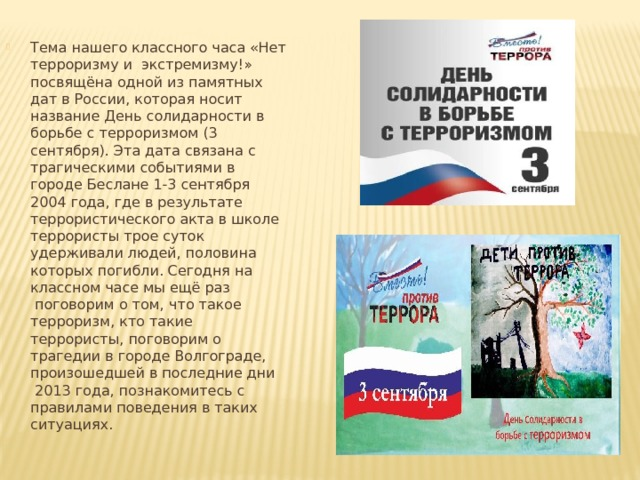 Тема нашего классного часа «Нет
терроризму и  экстремизму!»
посвящёна одной из памятных
дат в России, которая носит
название День солидарности в
борьбе с терроризмом (3
сентября). Эта дата связана с
трагическими событиями в
городе Беслане 1-3 сентября
2004 года, где в результате
террористического акта в школе
террористы трое суток
удерживали людей, половина
которых погибли. Сегодня на
классном часе мы ещё раз
поговорим о том, что такое
терроризм, кто такие
террористы, поговорим о
трагедии в городе Волгограде,
произошедшей в последние дни
2013 года, познакомитесь с
правилами поведения в таких
ситуациях.
Вместе!
против
ТЕРРОРА
ДЕНЬ
СОЛИДАРНОСТИ
В БОРЬБЕ
С ТЕРРОРИЗМОМ
3
сентября
Вместе!
против
ТЕРРОРА
3 сентября
ДЕТИ ПРОТИВ
ТЕРРОРА
День Солидарности в
борьбе с терроризмом